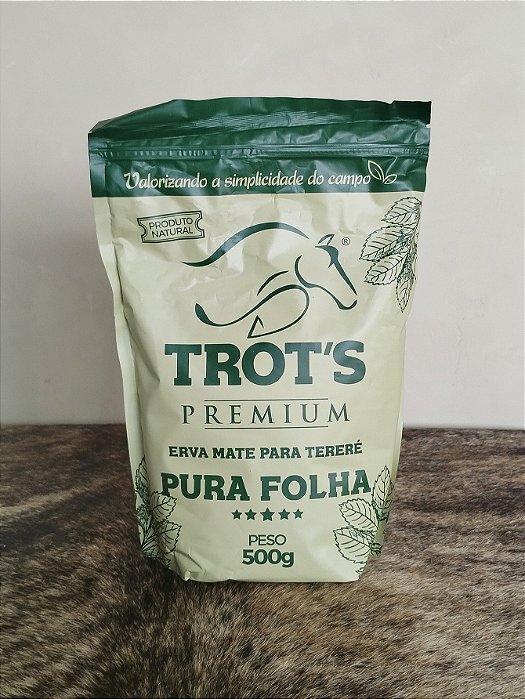 Valorizando a simplicidade do campo
PRODUTO
NATURAL
®
TROT'S
PREMIUM
ERVA MATE PARA TERERÉ
PURA FOLHA
PESO
500g